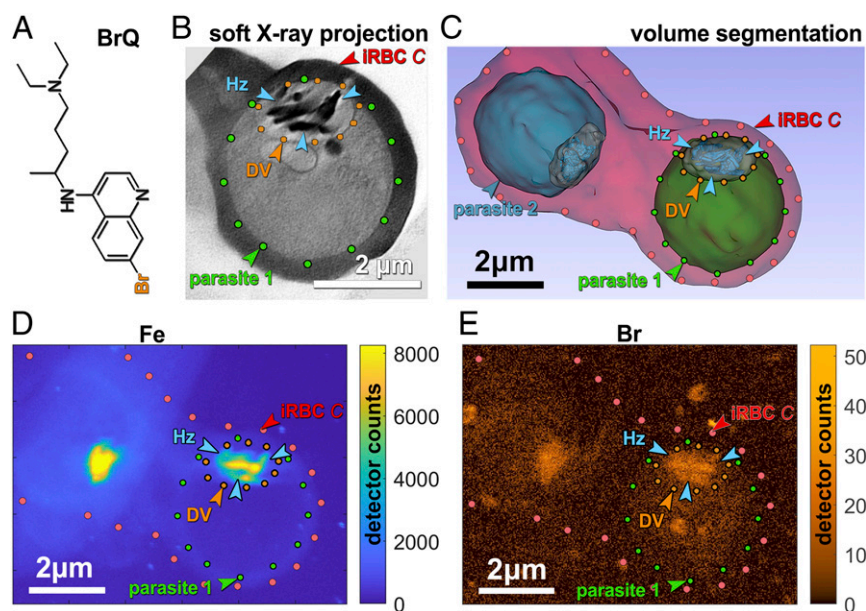 A
BrQ
N
HN
N
Br
B
soft X-ray projection
iRBC C
Hz
DV
parasite 1
2 µm
C
volume segmentation
iRBC C
Hz
DV
parasite 2
parasite 1
2µm
D
Fe
iRBC C
Hz
DV
parasite 1
2µm
8000
6000
4000
2000
0
detector counts
E
Br
iRBC C
Hz
DV
parasite 1
2µm
50
40
30
20
10
0
detector counts